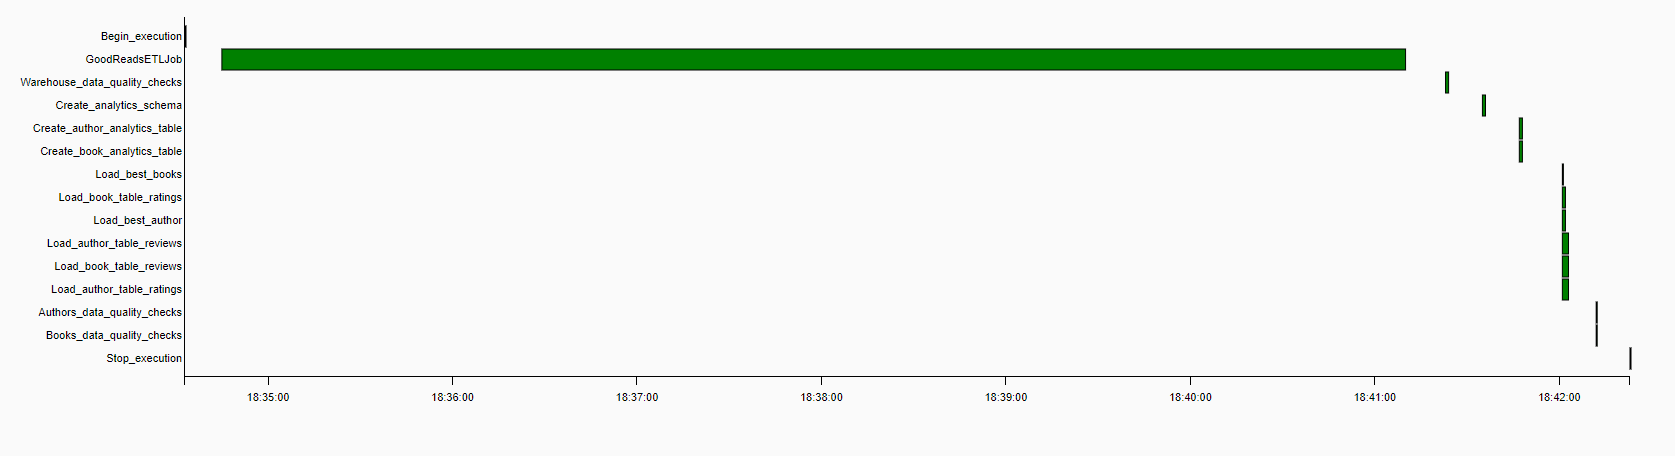 Begin_execution
GoodReadsETLJob
Warehouse_data_quality_checks
Create_analytics_schema
Create_author_analytics_table
Create_book_analytics_table
Load_best_books
Load_book_table_ratings
Load_best_author
Load_author_table_reviews
Load_book_table_reviews
Load_author_table_ratings
Authors_data_quality_checks
Books_data_quality_checks
Stop_execution
18:35:00 18:36:00 18:37:00 18:38:00 18:39:00 18:40:00 18:41:00 18:42:00